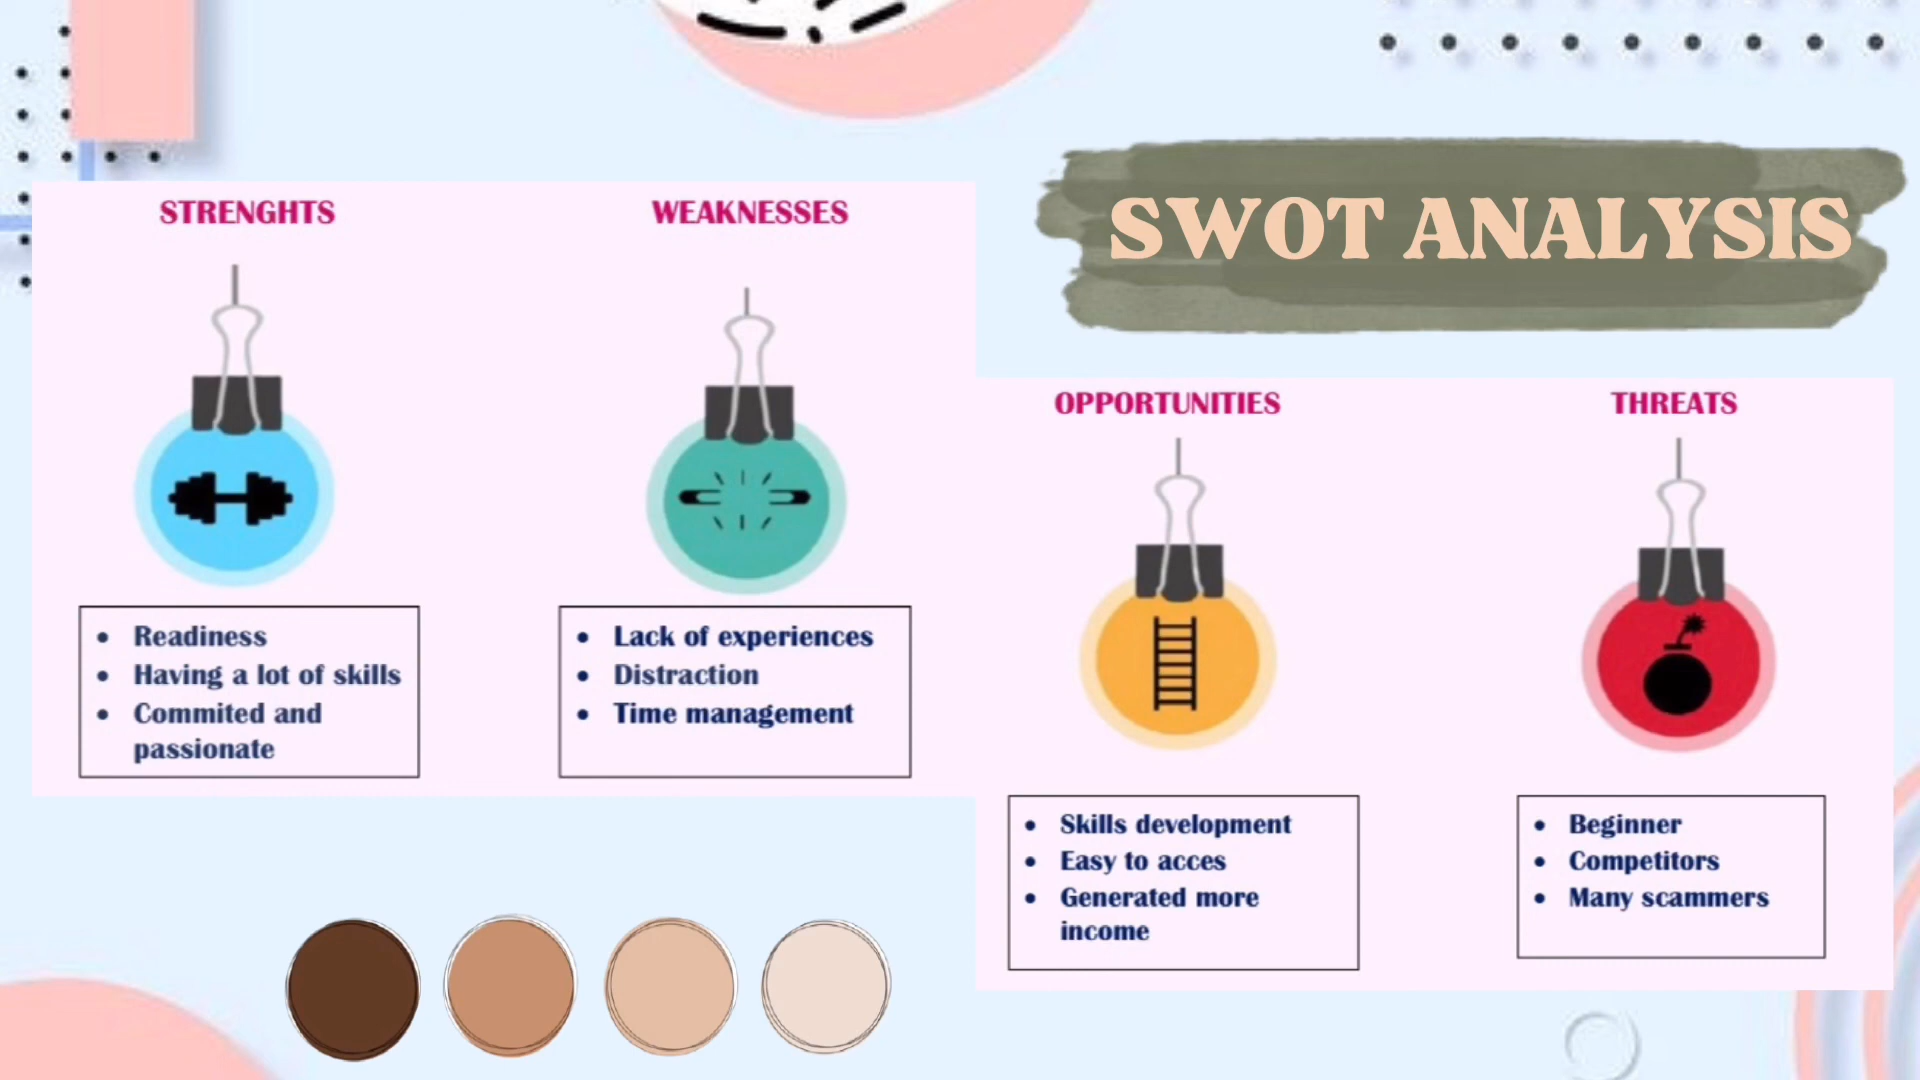 SWOT ANALYSIS
STRENGHTS
Readiness
Having a lot of skills
Commited and
passionate
WEAKNESSES
Lack of experiences
Distraction
Time management
OPPORTUNITIES
Skills development
Easy to acces
Generated more
income
THREATS
Beginner
Competitors
Many scammers